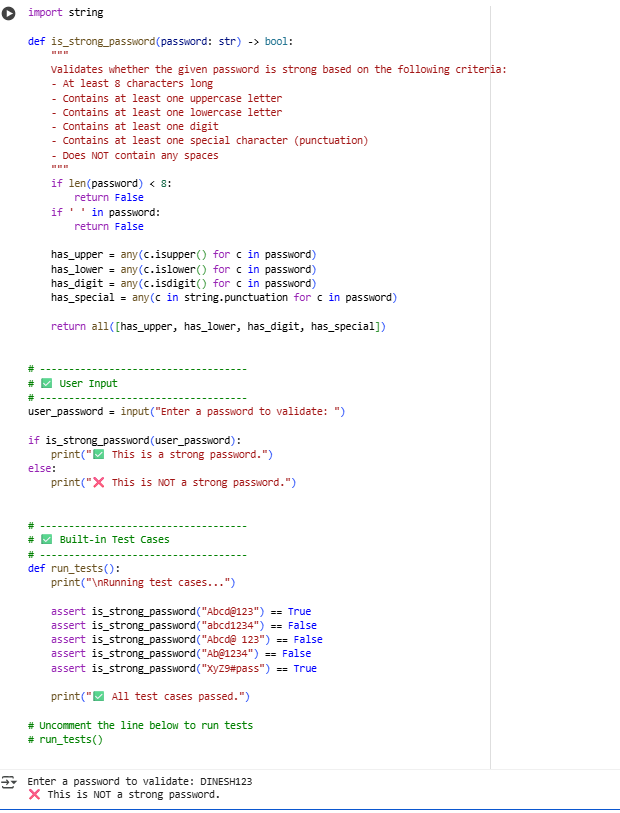 import string
def is_strong_password(password: str) -> bool:
    """
    Validates whether the given password is strong based on the following criteria:
    - At least 8 characters long
    - Contains at least one uppercase letter
    - Contains at least one lowercase letter
    - Contains at least one digit
    - Contains at least one special character (punctuation)
    - Does NOT contain any spaces
    """
    if len(password) < 8:
        return False
    if ' ' in password:
        return False
    has_upper = any(c.isupper() for c in password)
    has_lower = any(c.islower() for c in password)
    has_digit = any(c.isdigit() for c in password)
    has_special = any(c in string.punctuation for c in password)
    return all([has_upper, has_lower, has_digit, has_special])
# ------------------------------------
# ✅ User Input
# ------------------------------------
user_password = input("Enter a password to validate: ")
if is_strong_password(user_password):
    print("✅ This is a strong password.")
else:
    print("❌ This is NOT a strong password.")
# ------------------------------------
# ✅ Built-in Test Cases
# ------------------------------------
def run_tests():
    print("\nRunning test cases...")
    assert is_strong_password("Abcd@123") == True
    assert is_strong_password("abcd1234") == False
    assert is_strong_password("Abcd@ 123") == False
    assert is_strong_password("Ab@1234") == False
    assert is_strong_password("XyZ9#pass") == True
    print("✅ All test cases passed.")
# Uncomment the line below to run tests
# run_tests()
Enter a password to validate: DINESH123
❌ This is NOT a strong password.